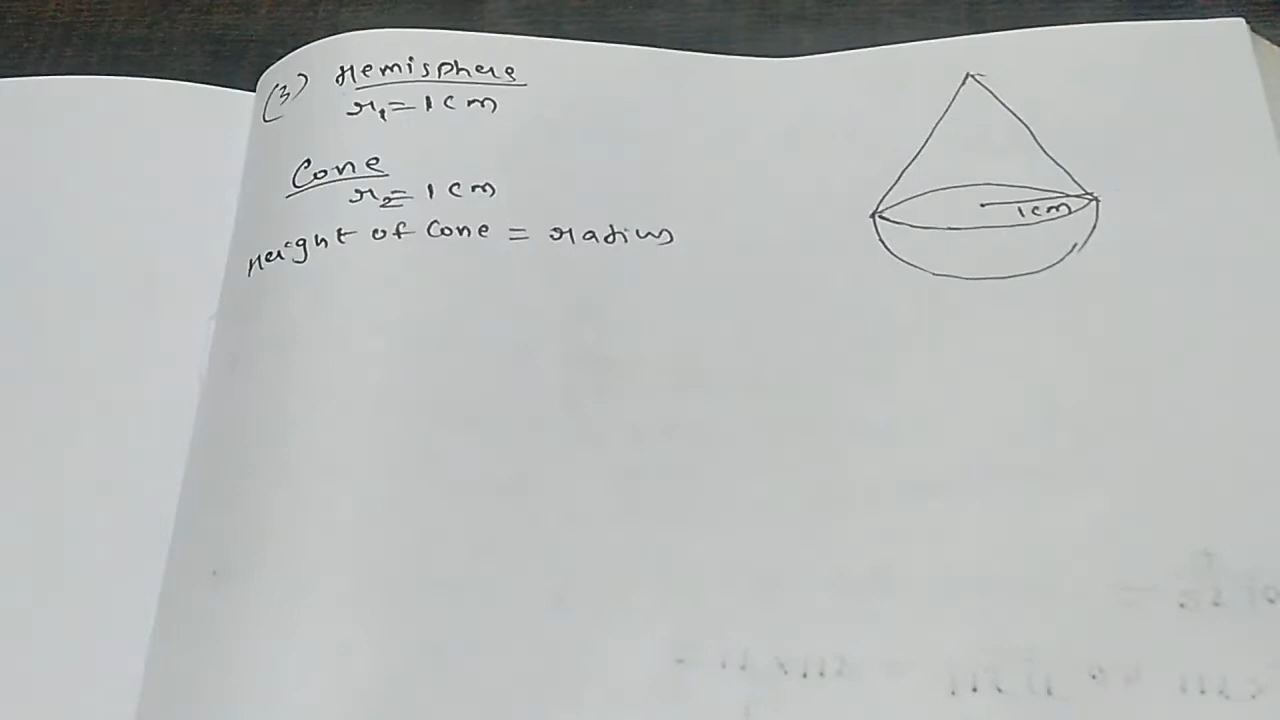 (3) Hemisphere
r₁ = 1 cm
Cone
r₂ = 1 cm
Height of Cone = radius
1cm